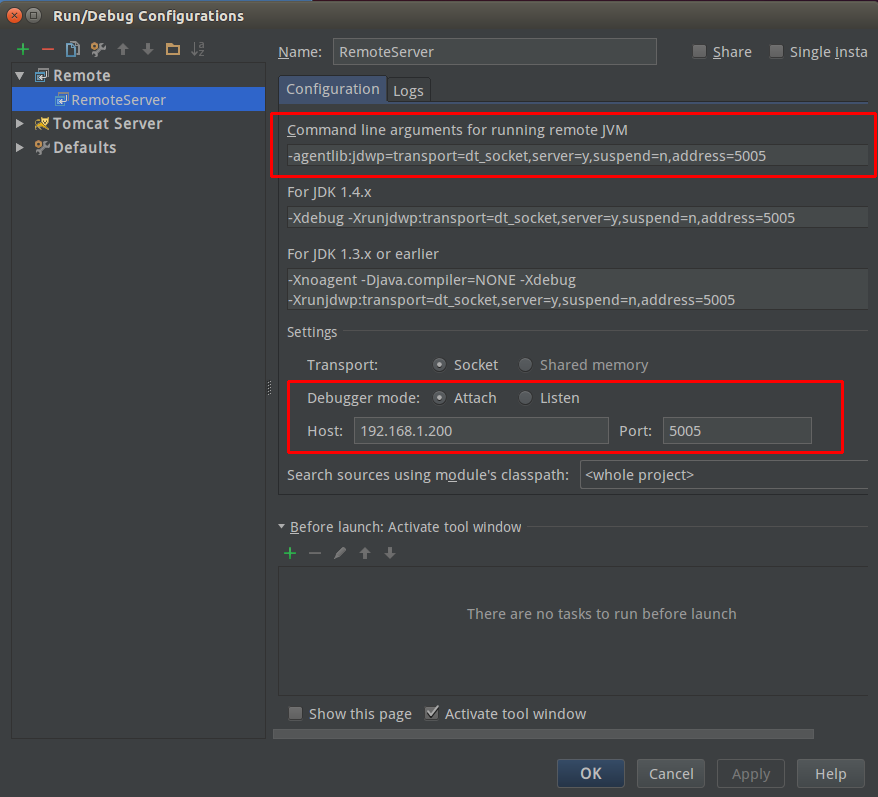 Run/Debug Configurations
Name: RemoteServer Share Single Insta
Remote
RemoteServer
Tomcat Server
Defaults
Configuration Logs
Command line arguments for running remote JVM
-agentlib:jdwp=transport=dt_socket,server=y,suspend=n,address=5005
For JDK 1.4.x
-Xdebug -Xrunjdwp:transport=dt_socket,server=y,suspend=n,address=5005
For JDK 1.3.x or earlier
-Xnoagent -Djava.compiler=NONE -Xdebug
-Xrunjdwp:transport=dt_socket,server=y,suspend=n,address=5005
Settings
Transport: Socket Shared memory
Debugger mode: Attach Listen
Host: 192.168.1.200 Port: 5005
Search sources using module's classpath: <whole project>
Before launch: Activate tool window
There are no tasks to run before launch
Show this page Activate tool window
OK Cancel Apply Help